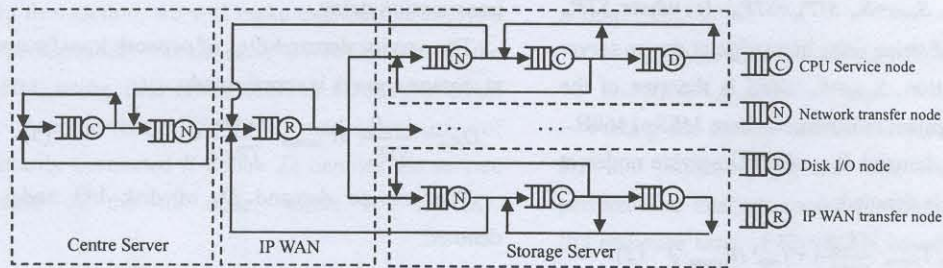 C
N
R
N
C
D
...
...
N
C
D
Centre Server
IP WAN
Storage Server
C
CPU Service node
N
Network transfer node
D
Disk I/O node
R
IP WAN transfer node